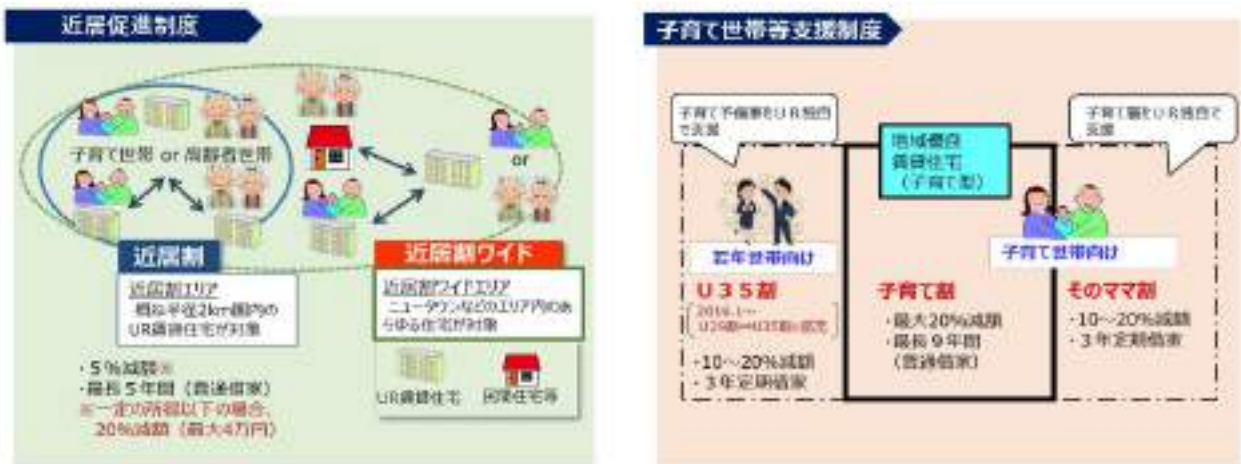 近居促進制度
子育て世帯 or 高齢者世帯
or
近居割
近居割エリア
概ね半径2km圏内の
UR賃貸住宅が対象
・5%減額※
・最長5年間(普通借家)
※一定の所得以下の場合、
20%減額(最大4万円)
近居割ワイド
近居割ワイドエリア
ニュータウンなどのエリア内のあ
らゆる住宅が対象
UR賃貸住宅
民間住宅等
子育て世帯等支援制度
子育て予備軍をUR独自
で支援
地域優良
賃貸住宅
(子育て型)
子育て層をUR独自で
支援
若年世帯向け
子育て世帯向け
U35割
・10~20%減額
・3年定期借家
子育て割
・最大20%減額
・最長9年間
(普通借家)
そのママ割
・10~20%減額
・3年定期借家